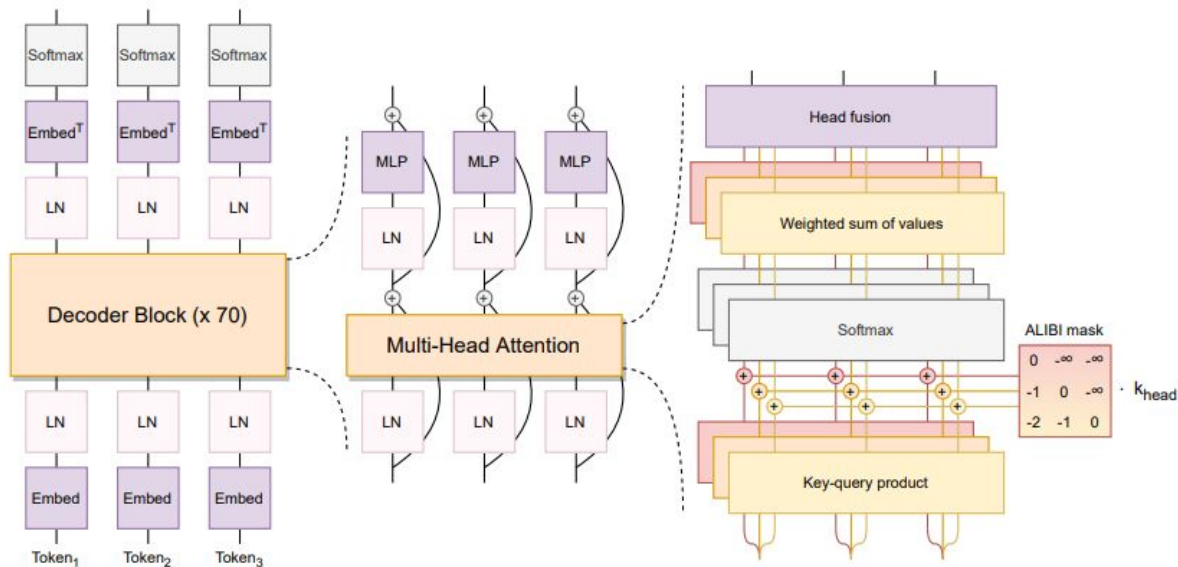 Softmax Softmax Softmax
Embed^T Embed^T Embed^T
LN LN LN
Decoder Block (x 70)
LN LN LN
Embed Embed Embed
Token₁ Token₂ Token₃
+ + +
MLP MLP MLP
LN LN LN
+ + +
Multi-Head Attention
LN LN LN
Head fusion
Weighted sum of values
Softmax
+ + +
+ + +
+ + +
Key-query product
ALIBI mask
0 -∞ -∞
-1 0 -∞ · k_head
-2 -1 0